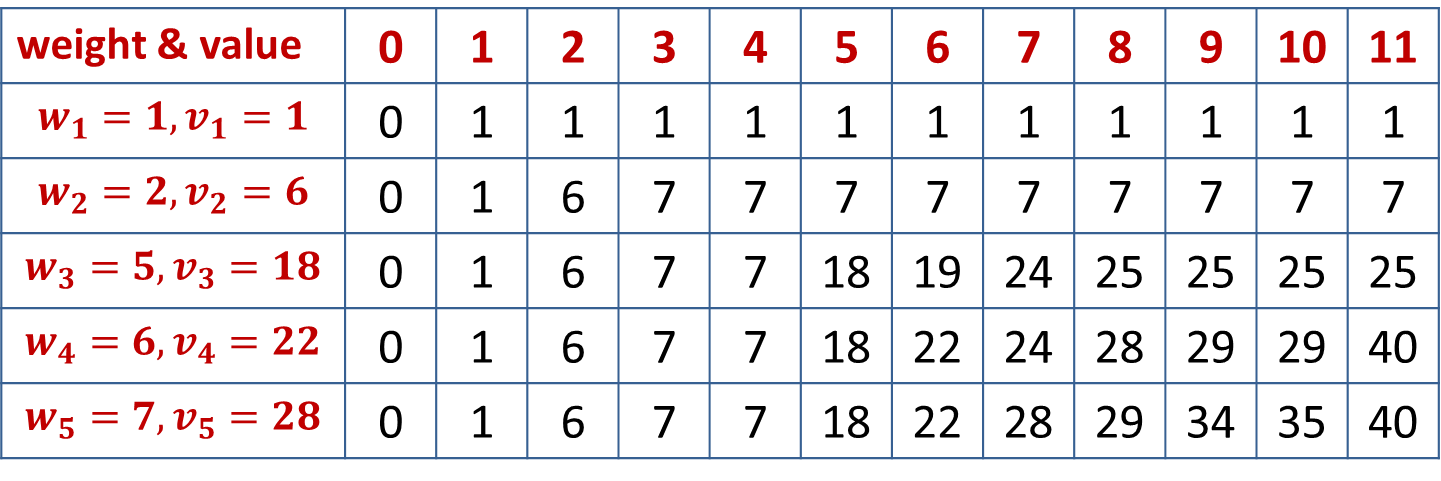 weight & value 0 1 2 3 4 5 6 7 8 9 10 11
w₁ = 1, v₁ = 1 0 1 1 1 1 1 1 1 1 1 1 1
w₂ = 2, v₂ = 6 0 1 6 7 7 7 7 7 7 7 7 7
w₃ = 5, v₃ = 18 0 1 6 7 7 18 19 24 25 25 25 25
w₄ = 6, v₄ = 22 0 1 6 7 7 18 22 24 28 29 29 40
w₅ = 7, v₅ = 28 0 1 6 7 7 18 22 28 29 34 35 40